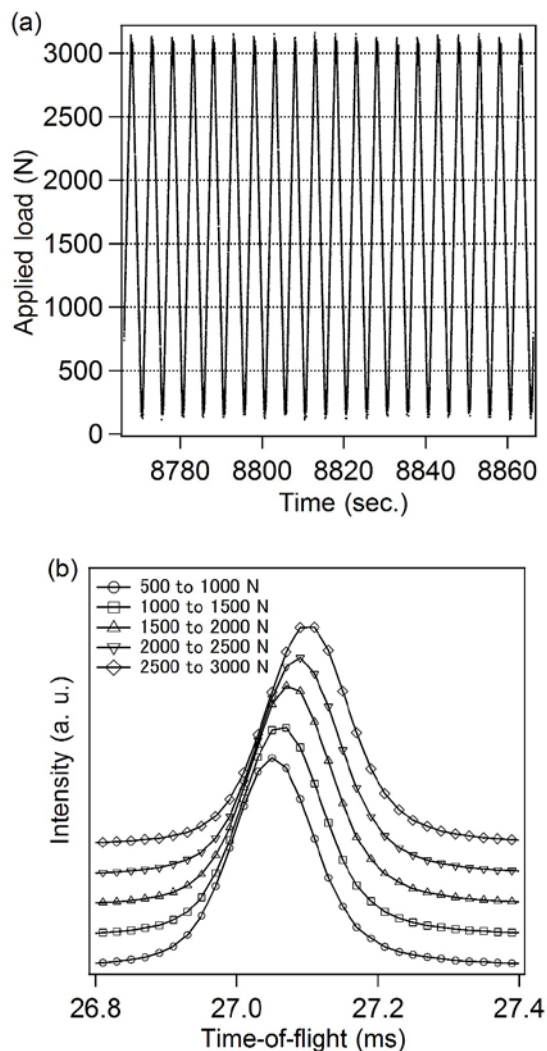 (a)
3000
2500
2000
1500
1000
500
0
Applied load (N)
8780 8800 8820 8840 8860
Time (sec.)
(b)
500 to 1000 N
1000 to 1500 N
1500 to 2000 N
2000 to 2500 N
2500 to 3000 N
Intensity (a. u.)
26.8 27.0 27.2 27.4
Time-of-flight (ms)